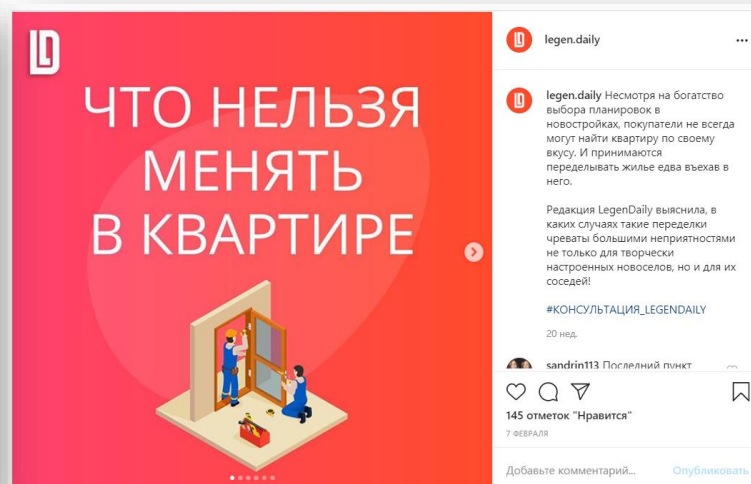 LD
ЧТО НЕЛЬЗЯ
МЕНЯТЬ
В КВАРТИРЕ
legen.daily
legen.daily Несмотря на богатство
выбора планировок в
новостройках, покупатели не всегда
могут найти квартиру по своему
вкусу. И принимаются
переделывать жилье едва въехав в
него.
Редакция LegenDaily выяснила, в
каких случаях такие переделки
чреваты большими неприятностями
не только для творчески
настроенных новоселов, но и для их
соседей!
#КОНСУЛЬТАЦИЯ_LEGENDAILY
20 нед.
sandrin113 Последний пункт
145 отметок "Нравится"
7 ФЕВРАЛЯ
Добавьте комментарий... Опубликовать